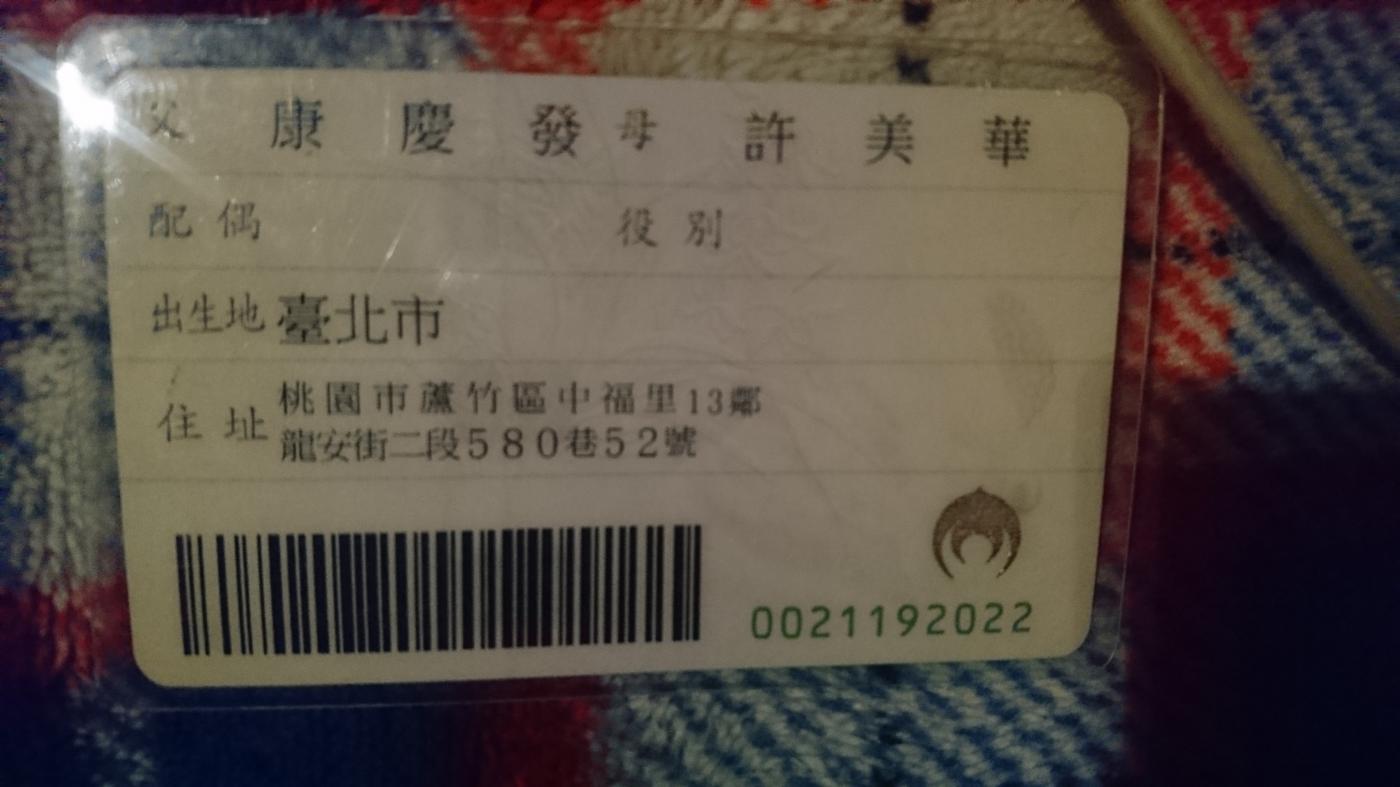 父 康慶發 母 許美華
配偶 役別
出生地 臺北市
住址 桃園市蘆竹區中福里13鄰
龍安街二段580巷52號
0021192022